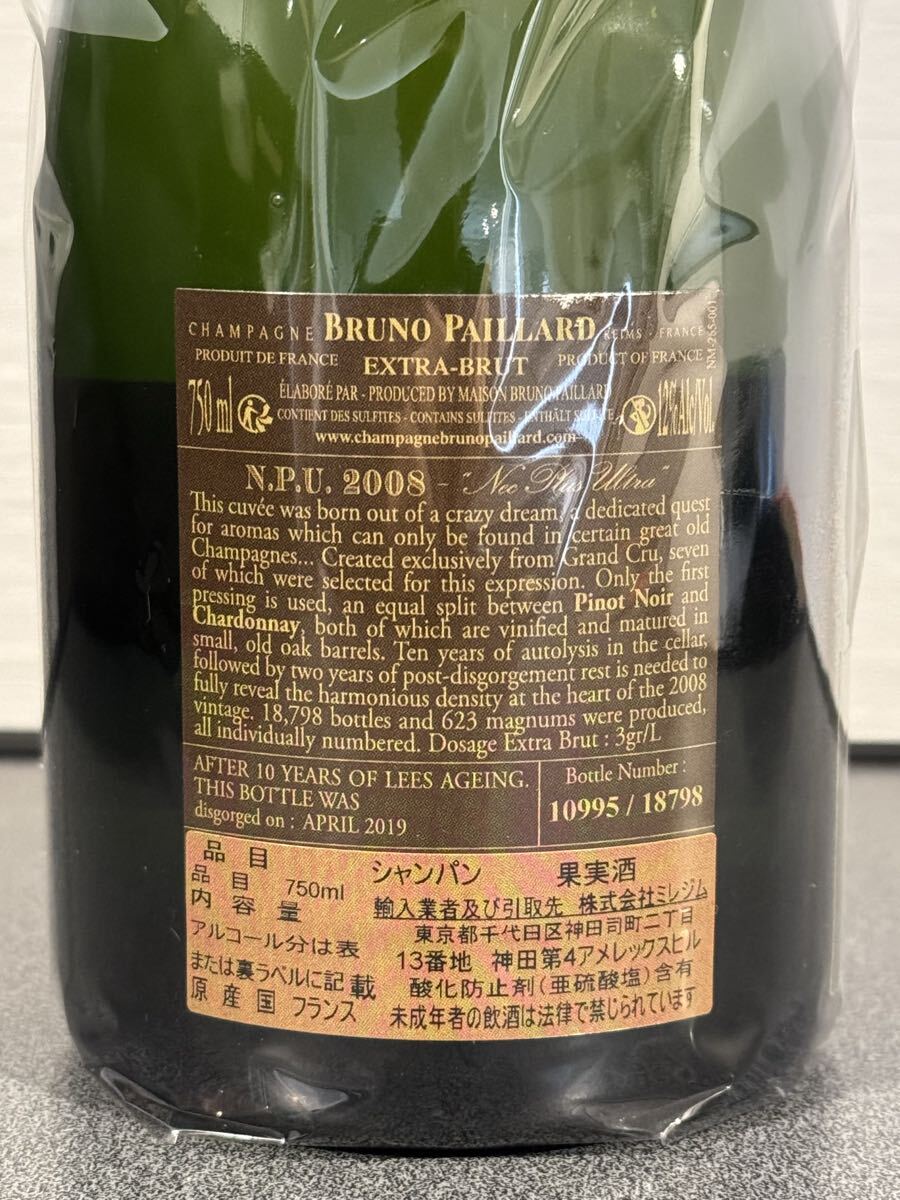 CHAMPAGNE BRUNO PAILLARD REIMS - FRANCE
PRODUIT DE FRANCE EXTRA-BRUT PRODUCT OF FRANCE
ÉLABORÉ PAR - PRODUCED BY MAISON BRUNO PAILLARD
750 ml CONTIENT DES SULFITES - CONTAINS SULFITES - ENTHÄLT SULFITE 12%Alc/Vol.
www.champagnebrunopaillard.com
NM-265-001
N.P.U. 2008 - "Nec Plus Ultra"
This cuvée was born out of a crazy dream, a dedicated quest
for aromas which can only be found in certain great old
Champagnes... Created exclusively from Grand Cru, seven
of which were selected for this expression. Only the first
pressing is used, an equal split between Pinot Noir and
Chardonnay, both of which are vinified and matured in
small, old oak barrels. Ten years of autolysis in the cellar,
followed by two years of post-disgorgement rest is needed to
fully reveal the harmonious density at the heart of the 2008
vintage. 18,798 bottles and 623 magnums were produced,
all individually numbered. Dosage Extra Brut : 3gr/L
AFTER 10 YEARS OF LEES AGEING.
THIS BOTTLE WAS
disgorged on : APRIL 2019
Bottle Number :
10995 / 18798
品目 シャンパン 果実酒
品目
内容量 750ml
輸入業者及び引取先 株式会社ミレジム
東京都千代田区神田司町二丁目
13番地 神田第4アメレックスビル
アルコール分は表
または裏ラベルに記載
酸化防止剤(亜硫酸塩)含有
原産国 フランス
未成年者の飲酒は法律で禁じられています